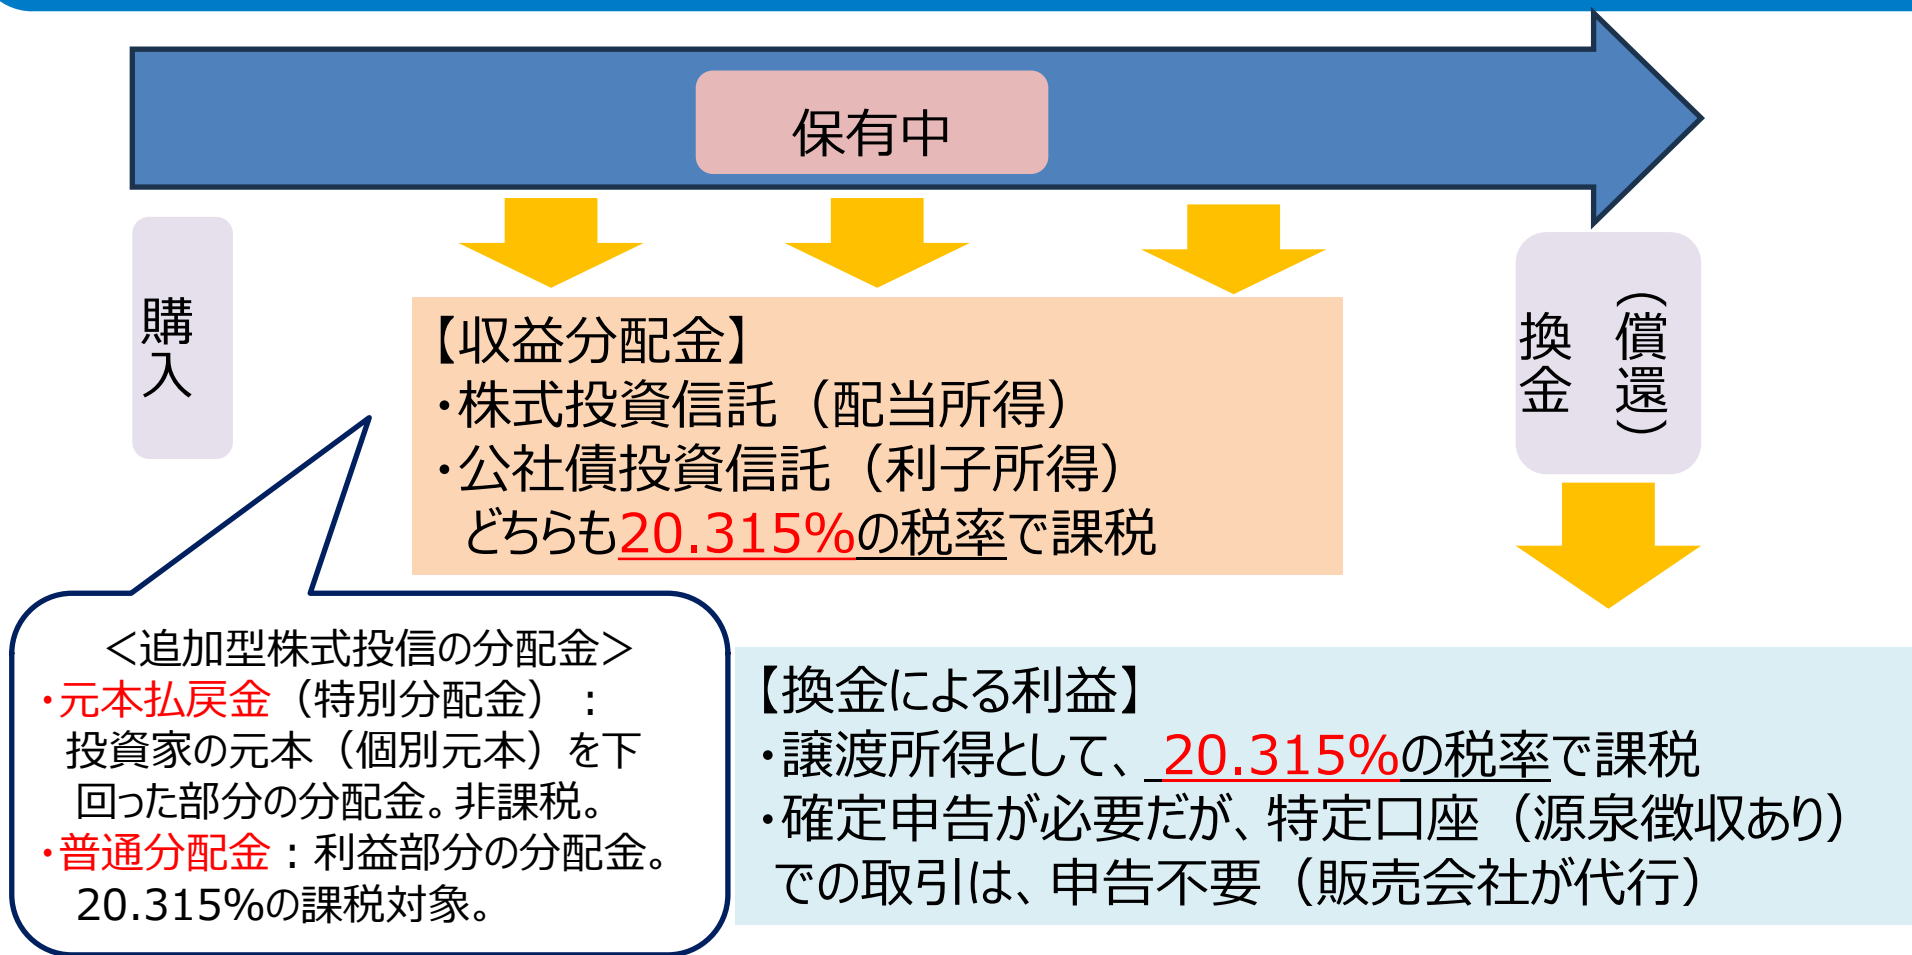 保有中
購入
換金
（償還）
【収益分配金】
・株式投資信託（配当所得）
・公社債投資信託（利子所得）
どちらも20.315%の税率で課税
＜追加型株式投信の分配金＞
・元本払戻金（特別分配金）：
投資家の元本（個別元本）を下
回った部分の分配金。非課税。
・普通分配金：利益部分の分配金。
20.315%の課税対象。
【換金による利益】
・譲渡所得として、 20.315%の税率で課税
・確定申告が必要だが、特定口座（源泉徴収あり）
での取引は、申告不要（販売会社が代行）